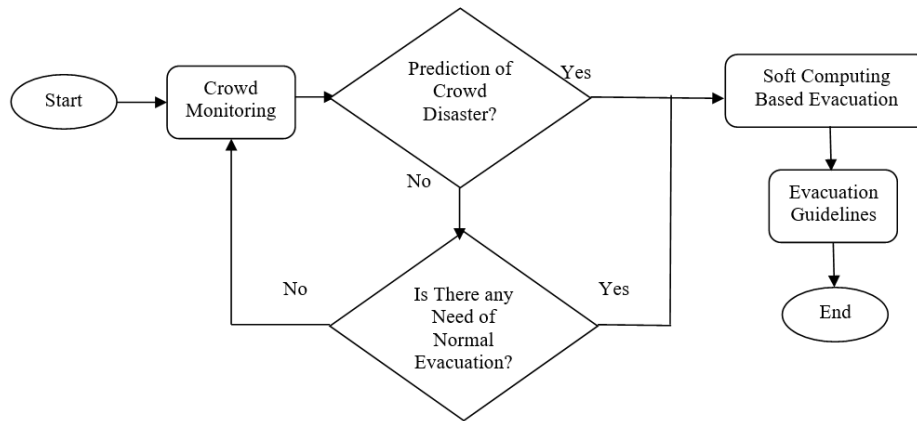 Start
Crowd
Monitoring
Prediction of
Crowd
Disaster?
Yes
Soft Computing
Based Evacuation
No
Evacuation
Guidelines
No
Is There any
Need of
Normal
Evacuation?
Yes
End